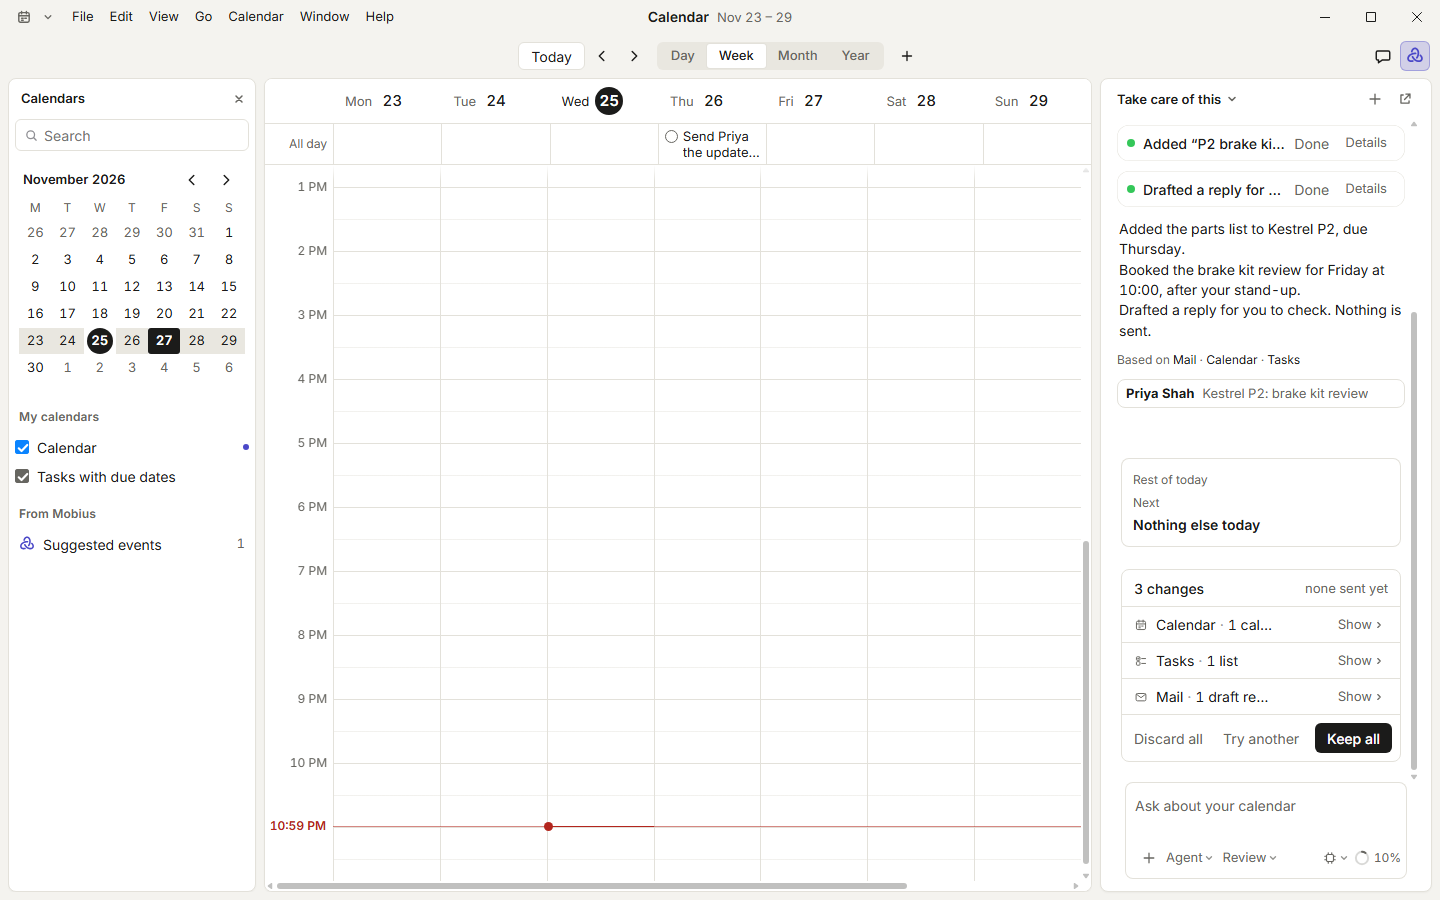 File Edit View Go Calendar Window Help
Calendar Nov 23 – 29
Today Day Week Month Year
Calendars
Search
November 2026
M T W T F S S
26 27 28 29 30 31 1
2 3 4 5 6 7 8
9 10 11 12 13 14 15
16 17 18 19 20 21 22
23 24 25 26 27 28 29
30 1 2 3 4 5 6
My calendars
Calendar
Tasks with due dates
From Mobius
Suggested events 1
Mon 23 Tue 24 Wed 25 Thu 26 Fri 27 Sat 28 Sun 29
All day
Send Priya
the update...
1 PM
2 PM
3 PM
4 PM
5 PM
6 PM
7 PM
8 PM
9 PM
10 PM
10:59 PM
Take care of this
Added “P2 brake ki... Done Details
Drafted a reply for ... Done Details
Added the parts list to Kestrel P2, due
Thursday.
Booked the brake kit review for Friday at
10:00, after your stand-up.
Drafted a reply for you to check. Nothing is
sent.
Based on Mail · Calendar · Tasks
Priya Shah Kestrel P2: brake kit review
Rest of today
Next
Nothing else today
3 changes none sent yet
Calendar · 1 cal... Show ›
Tasks · 1 list Show ›
Mail · 1 draft re... Show ›
Discard all Try another Keep all
Ask about your calendar
Agent Review 10%